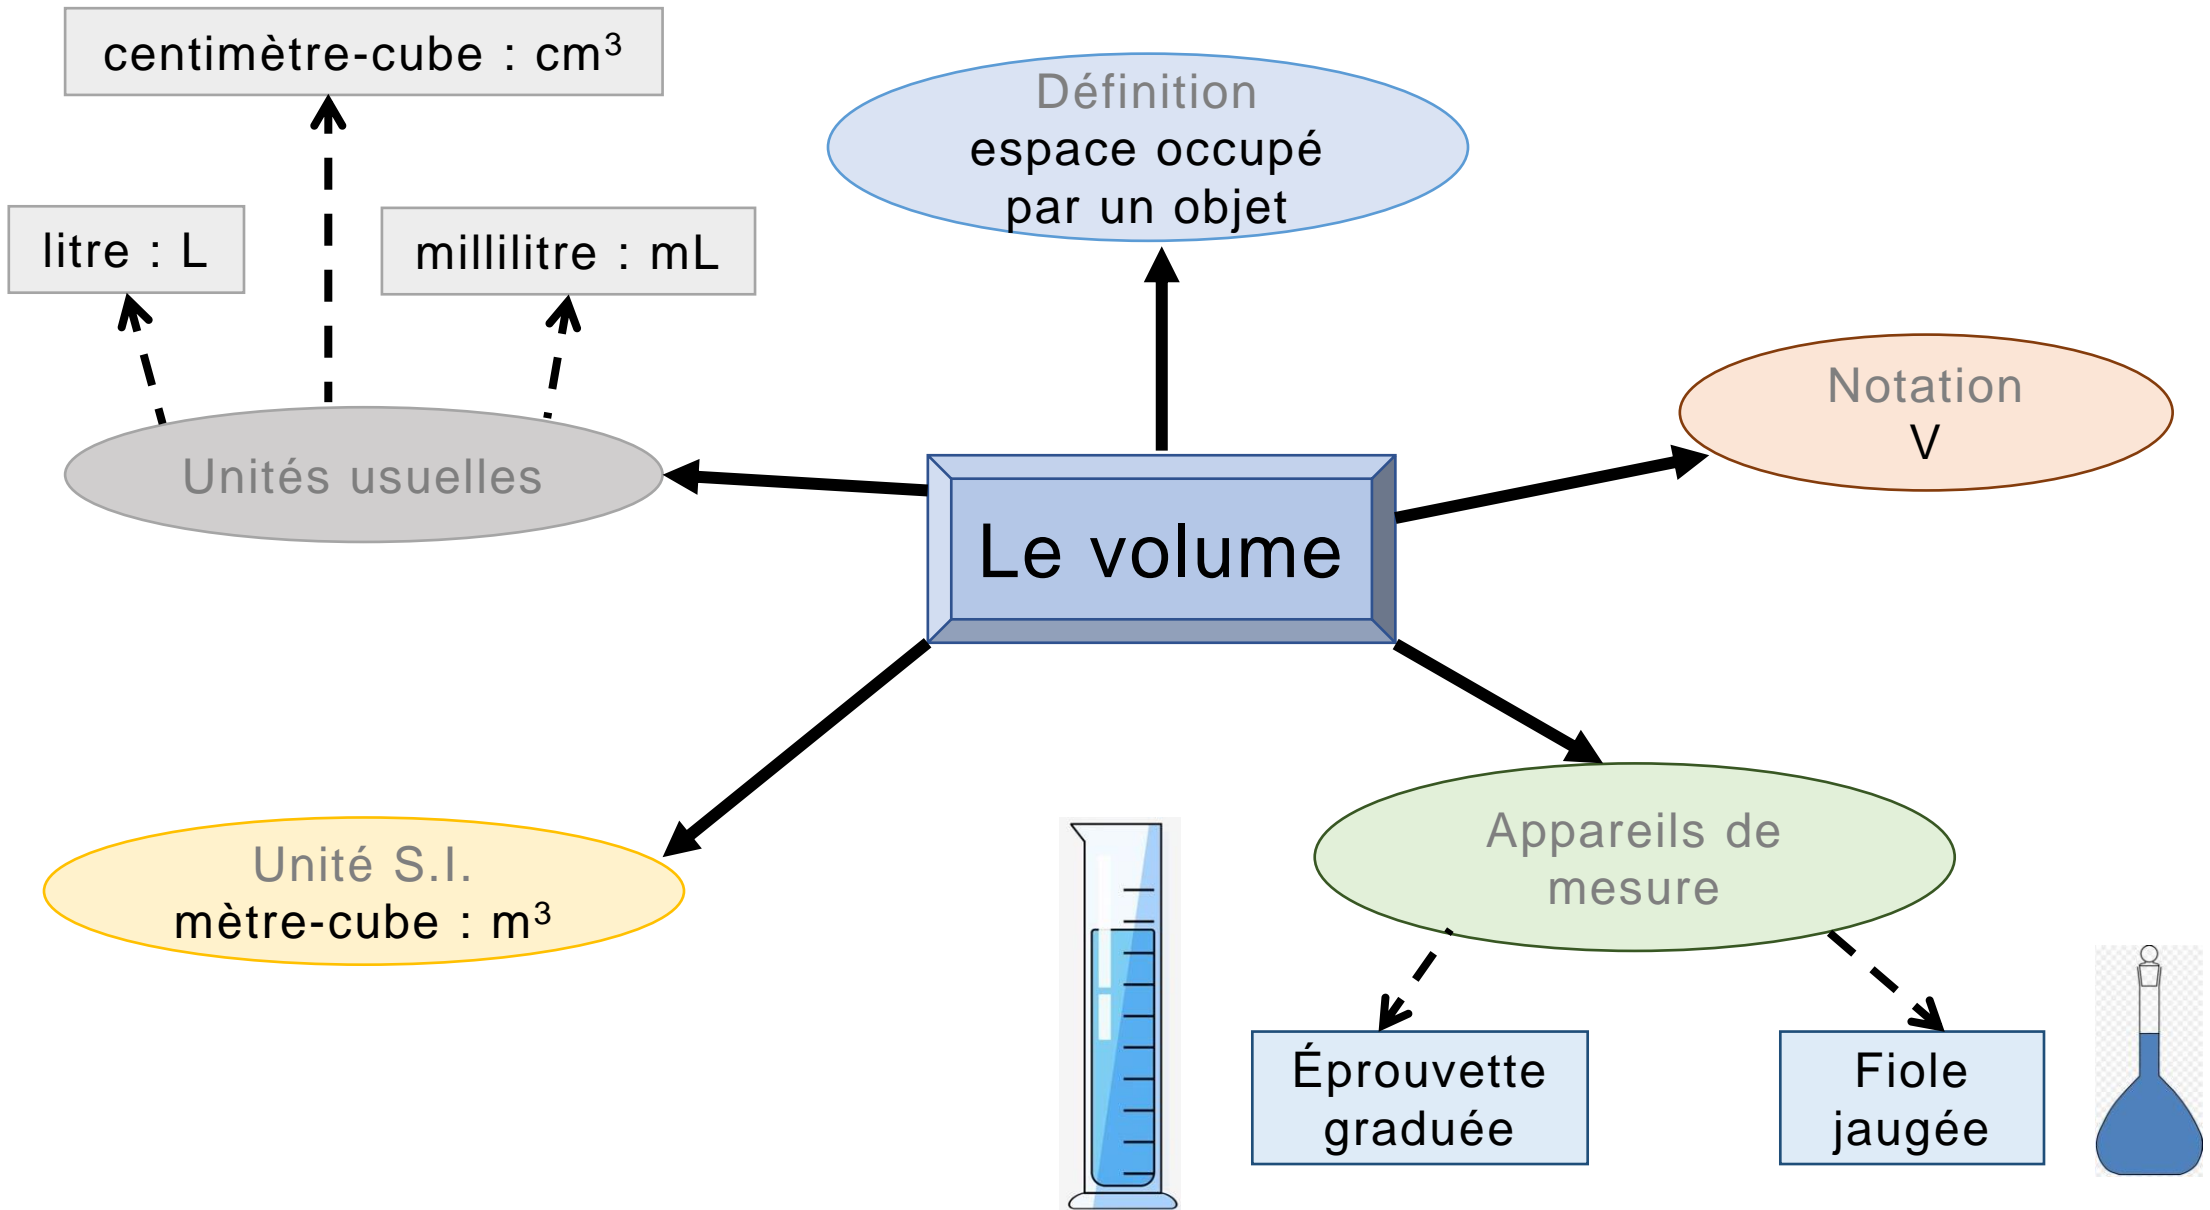 centimètre-cube : cm³
litre : L
millilitre : mL
Unités usuelles
Définition
espace occupé
par un objet
Notation
V
Le volume
Unité S.I.
mètre-cube : m³
Appareils de
mesure
Éprouvette
graduée
Fiole
jaugée